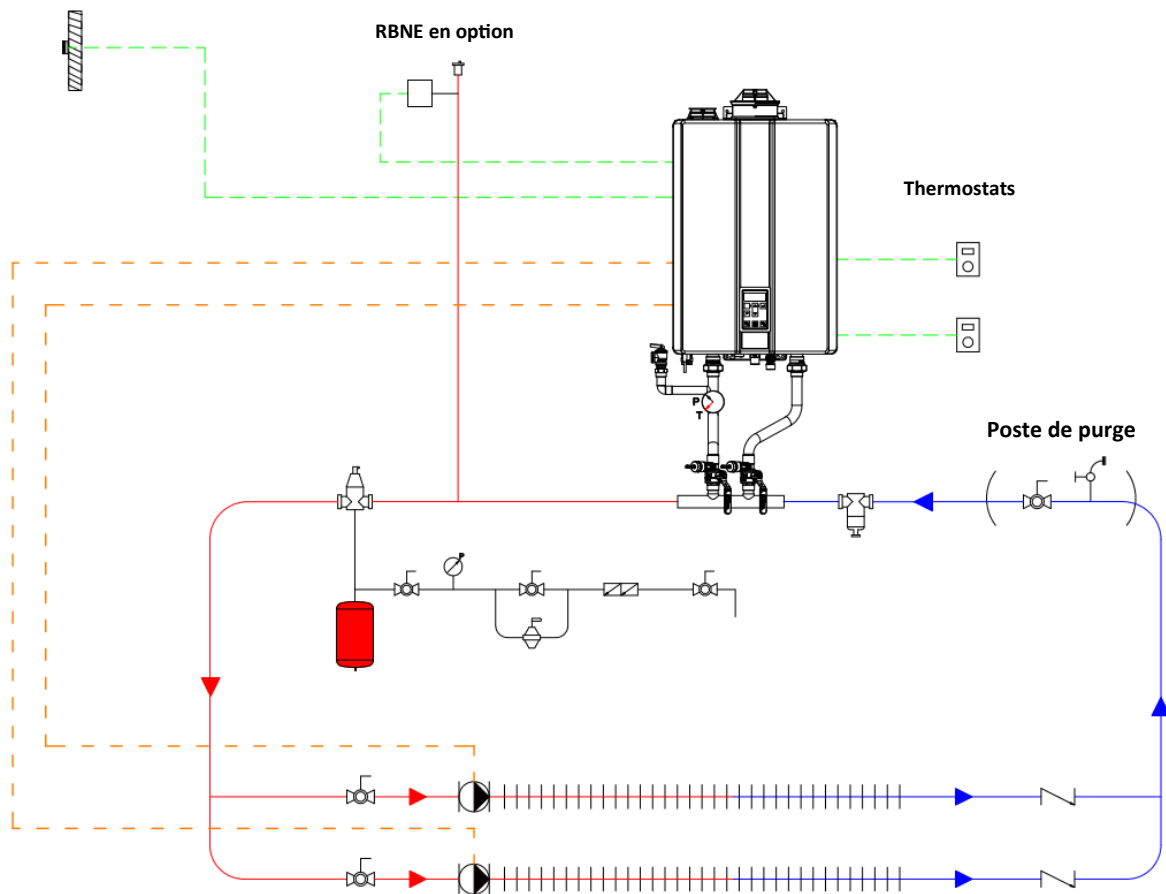 RBNE en option
Thermostats
P
T
Poste de purge
P